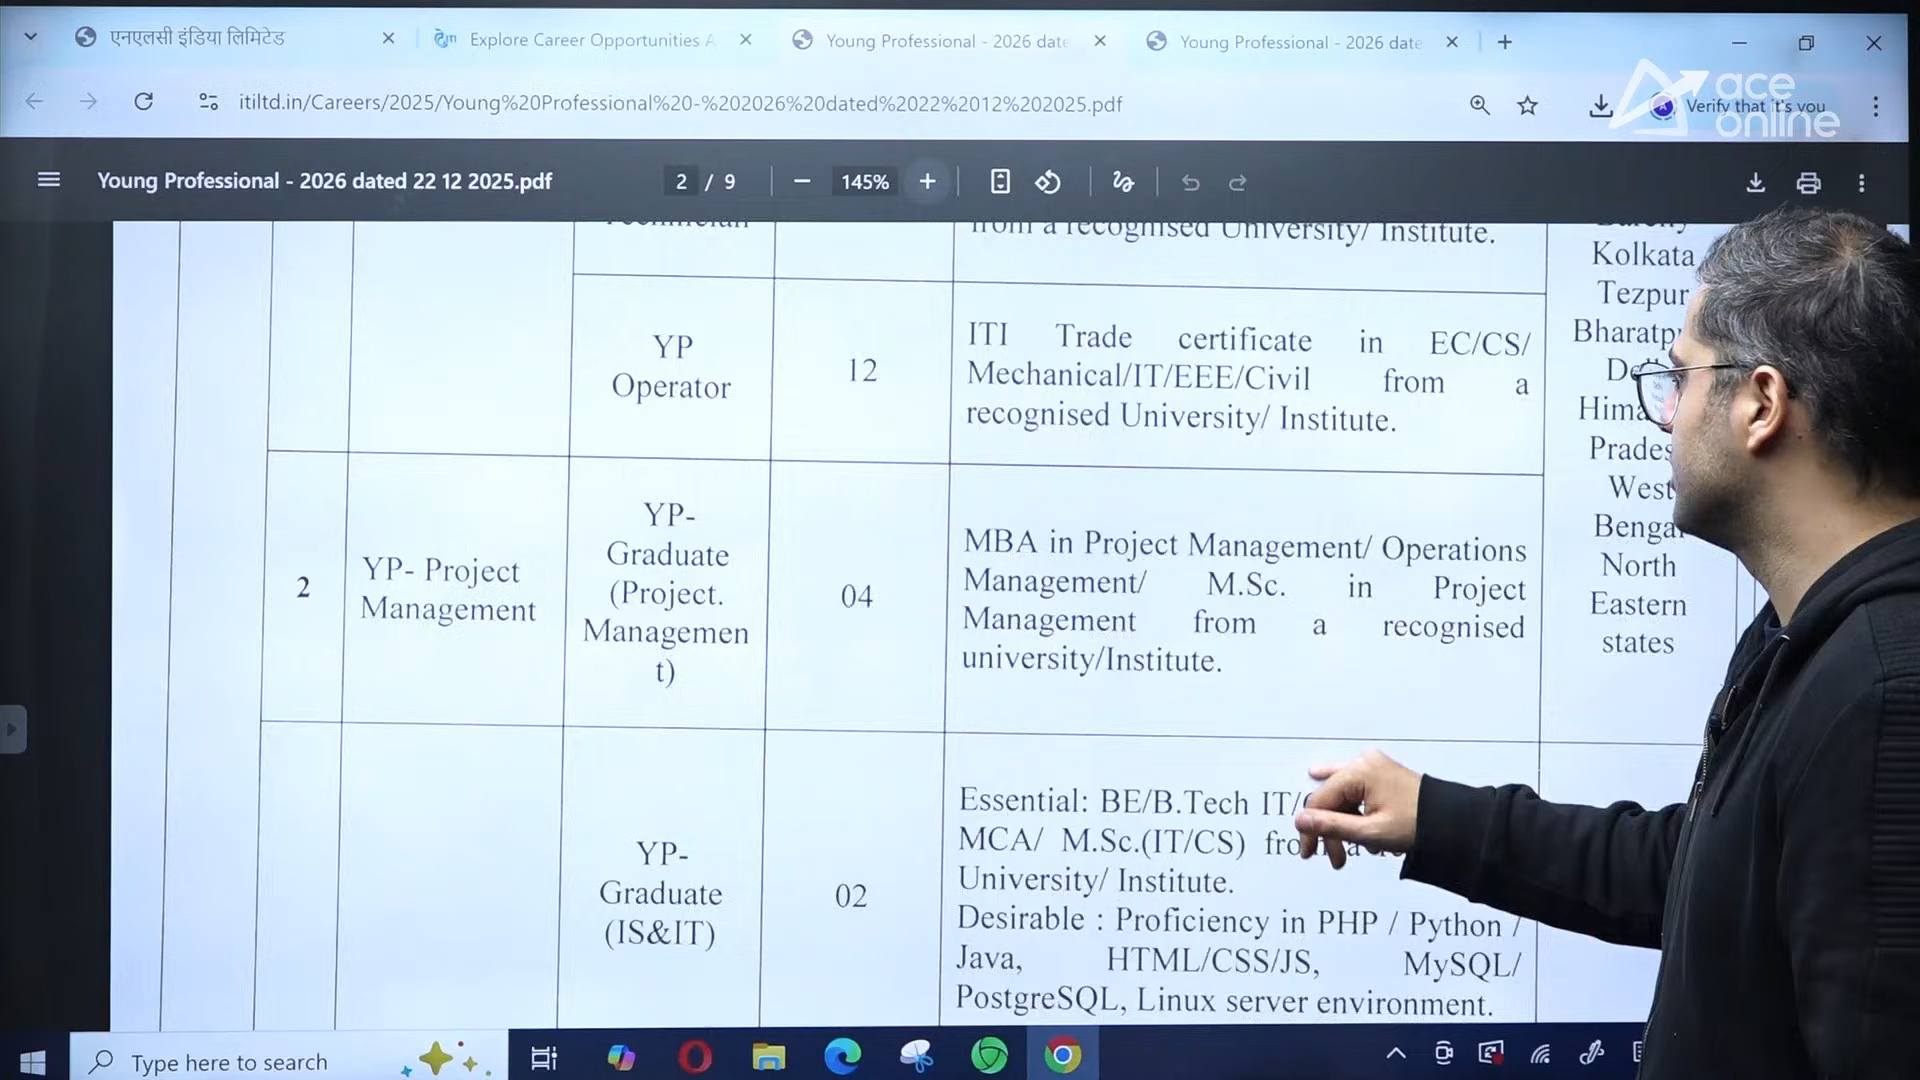 एनएलसी इंडिया लिमिटेड
Explore Career Opportunities
Young Professional - 2026 date
Young Professional - 2026 date
itiltd.in/Careers/2025/Young%20Professional%20-%202026%20dated%2022%2012%202025.pdf
Verify that it's you
ace
online
Young Professional - 2026 dated 22 12 2025.pdf
2 / 9
145%
from a recognised University/ Institute.
Kolkata
Tezpur
YP
Operator
12
ITI Trade certificate in EC/CS/
Mechanical/IT/EEE/Civil from a
recognised University/ Institute.
2
YP- Project
Management
YP-
Graduate
(Project.
Managemen
t)
04
MBA in Project Management/ Operations
Management/ M.Sc. in Project
Management from a recognised
university/Institute.
West
North
Eastern
states
YP-
Graduate
(IS&IT)
02
Essential: BE/B.Tech IT/
MCA/ M.Sc.(IT/CS)
University/ Institute.
Desirable : Proficiency in PHP / Python /
Java, HTML/CSS/JS, MySQL/
PostgreSQL, Linux server environment.
Type here to search